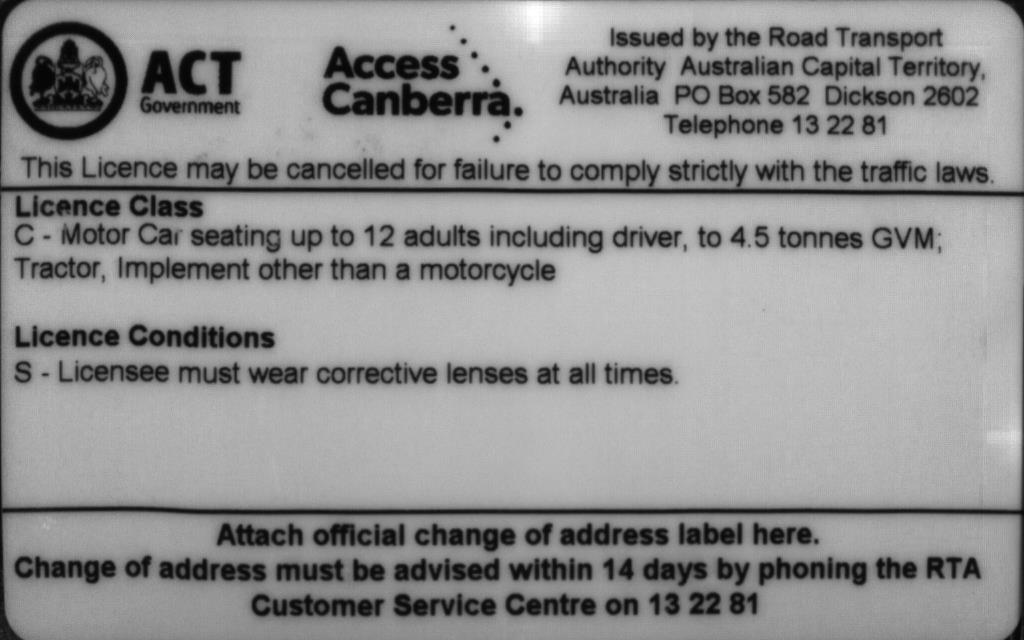 ACT
Government
Access
Canberra.
Issued by the Road Transport
Authority Australian Capital Territory,
Australia PO Box 582 Dickson 2602
Telephone 13 22 81
This Licence may be cancelled for failure to comply strictly with the traffic laws.
Licence Class
C - Motor Car seating up to 12 adults including driver, to 4.5 tonnes GVM;
Tractor, Implement other than a motorcycle
Licence Conditions
S - Licensee must wear corrective lenses at all times.
Attach official change of address label here.
Change of address must be advised within 14 days by phoning the RTA
Customer Service Centre on 13 22 81